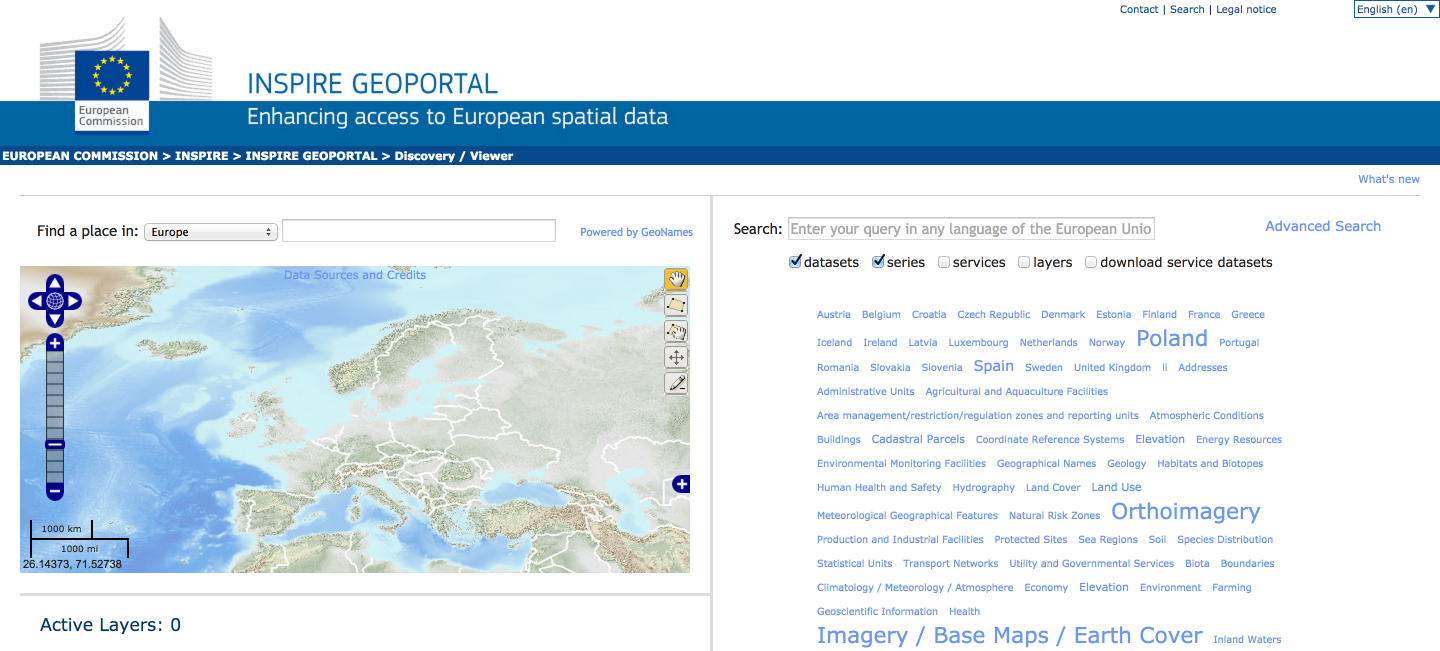 Contact | Search | Legal notice
English (en)
European
Commission
INSPIRE GEOPORTAL
Enhancing access to European spatial data
EUROPEAN COMMISSION > INSPIRE > INSPIRE GEOPORTAL > Discovery / Viewer
What's new
Find a place in: Europe
Powered by GeoNames
Data Sources and Credits
1000 km
1000 mi
26.14373, 71.52738
Active Layers: 0
Search: Enter your query in any language of the European Unio
Advanced Search
datasets series services layers download service datasets
Austria Belgium Croatia Czech Republic Denmark Estonia Finland France Greece
Iceland Ireland Latvia Luxembourg Netherlands Norway Poland Portugal
Romania Slovakia Slovenia Spain Sweden United Kingdom li Addresses
Administrative Units Agricultural and Aquaculture Facilities
Area management/restriction/regulation zones and reporting units Atmospheric Conditions
Buildings Cadastral Parcels Coordinate Reference Systems Elevation Energy Resources
Environmental Monitoring Facilities Geographical Names Geology Habitats and Biotopes
Human Health and Safety Hydrography Land Cover Land Use
Meteorological Geographical Features Natural Risk Zones Orthoimagery
Production and Industrial Facilities Protected Sites Sea Regions Soil Species Distribution
Statistical Units Transport Networks Utility and Governmental Services Biota Boundaries
Climatology / Meteorology / Atmosphere Economy Elevation Environment Farming
Geoscientific Information Health
Imagery / Base Maps / Earth Cover Inland Waters